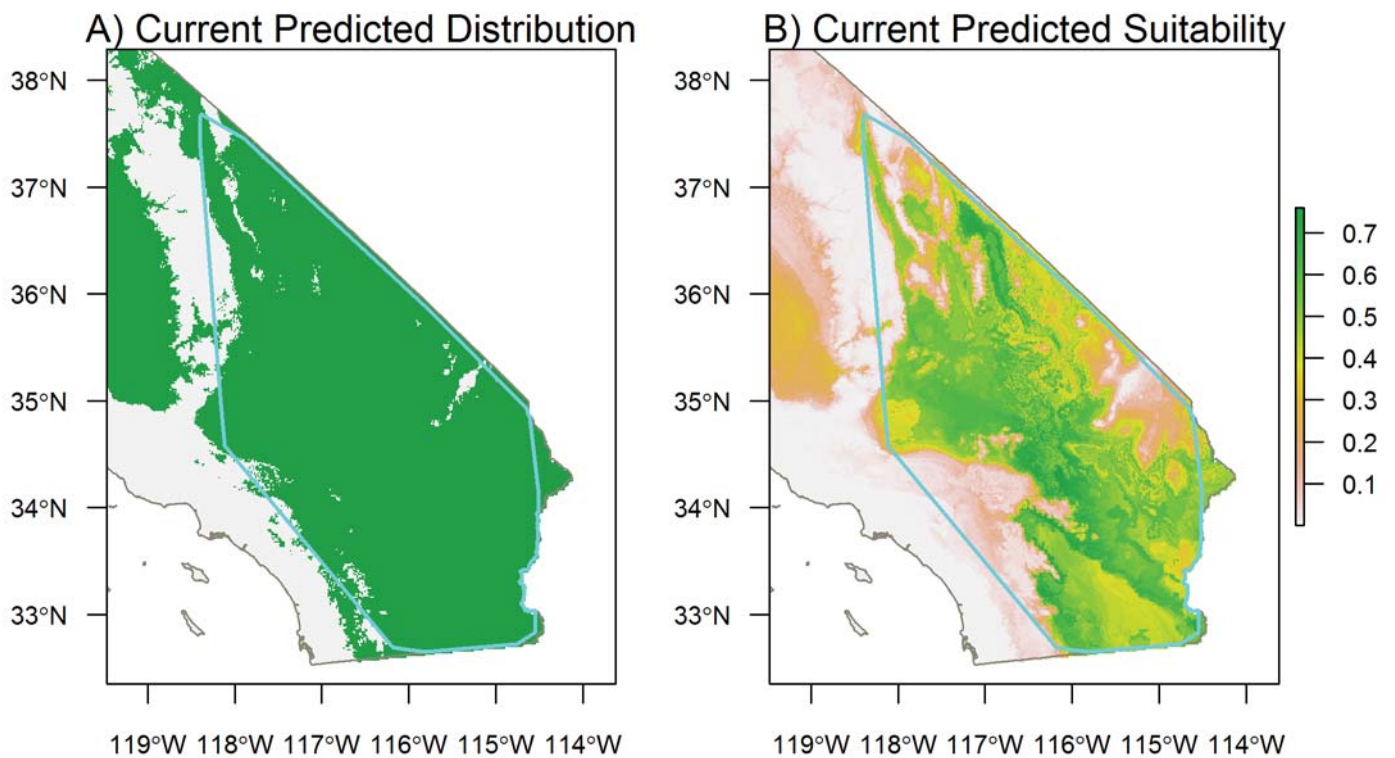 A) Current Predicted Distribution
38°N
37°N
36°N
35°N
34°N
33°N
119°W 118°W 117°W 116°W 115°W 114°W
B) Current Predicted Suitability
38°N
37°N
36°N
35°N
34°N
33°N
119°W 118°W 117°W 116°W 115°W 114°W
0.7
0.6
0.5
0.4
0.3
0.2
0.1